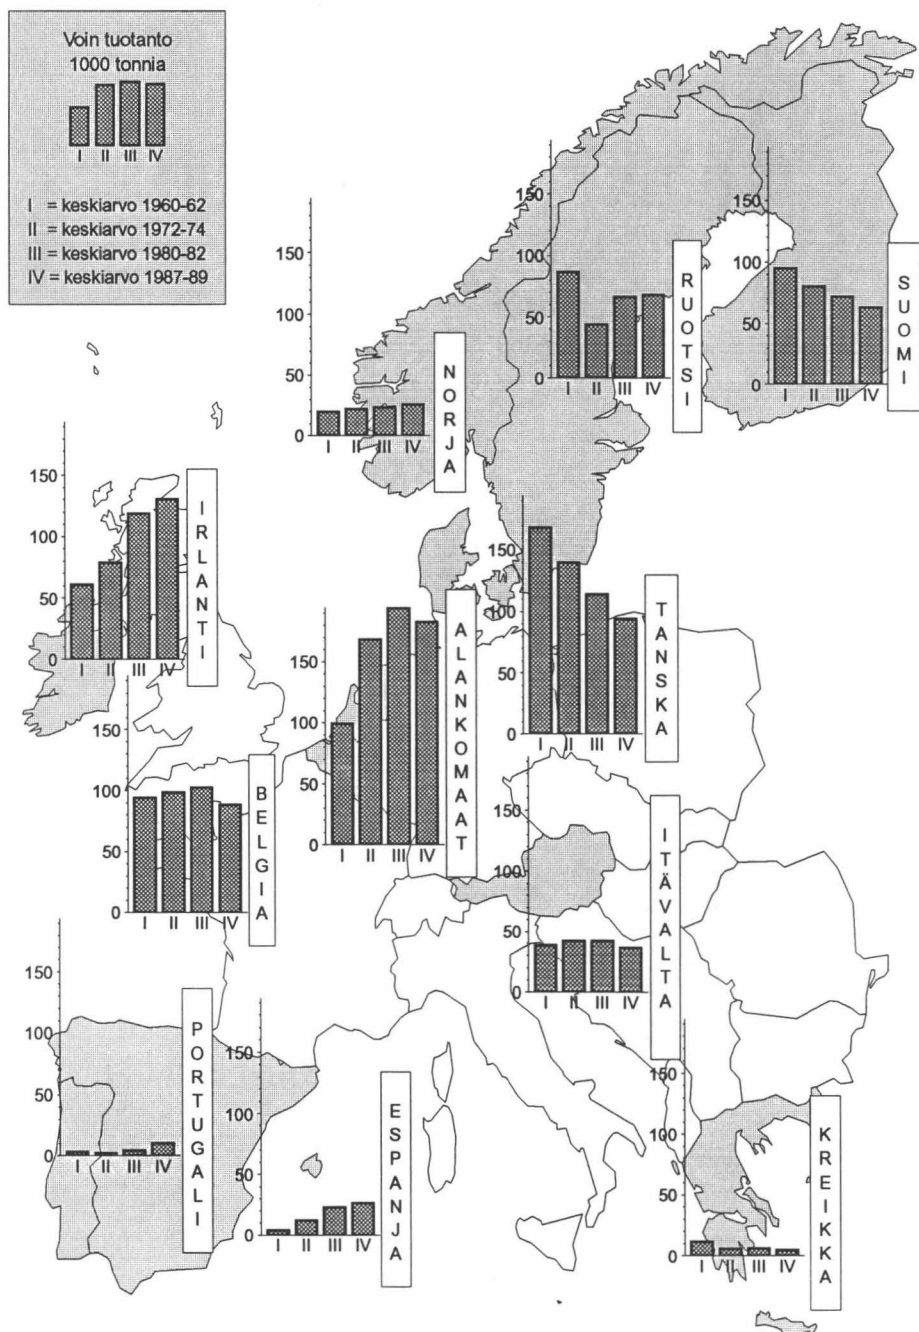 Voin tuotanto
1000 tonnia
I II III IV
I = keskiarvo 1960-62
II = keskiarvo 1972-74
III = keskiarvo 1980-82
IV = keskiarvo 1987-89
150
100
50
0
I II III IV
NORJA
150
100
50
0
I II III IV
RUOTSI
150
100
50
0
I II III IV
SUOMI
150
100
50
0
I II III IV
IRLANTI
150
100
50
0
I II III IV
ALANKOMAAT
150
100
50
0
I II III IV
TANSKA
150
100
50
0
I II III IV
BELGIA
150
100
50
0
I II III IV
ITÄVALTA
150
100
50
0
I II III IV
PORTUGALI
150
100
50
0
I II III IV
ESPANJA
150
100
50
0
I II III IV
KREIKKA